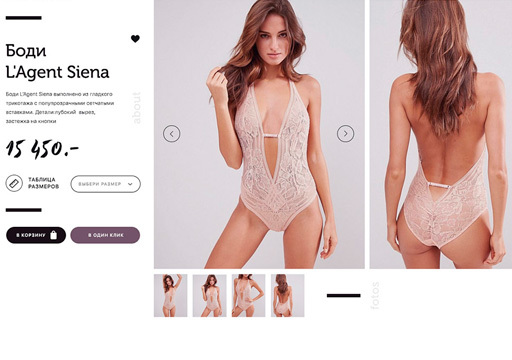 Боди
L'Agent Siena
Боди L'Agent Siena выполнено из гладкого
трикотажа с полупрозрачными сетчатыми
вставками. Детали: глубокий вырез,
застежка на кнопки
about
15 450.-
ТАБЛИЦА
РАЗМЕРОВ
ВЫБЕРИ РАЗМЕР
В КОРЗИНУ
В ОДИН КЛИК
fotos